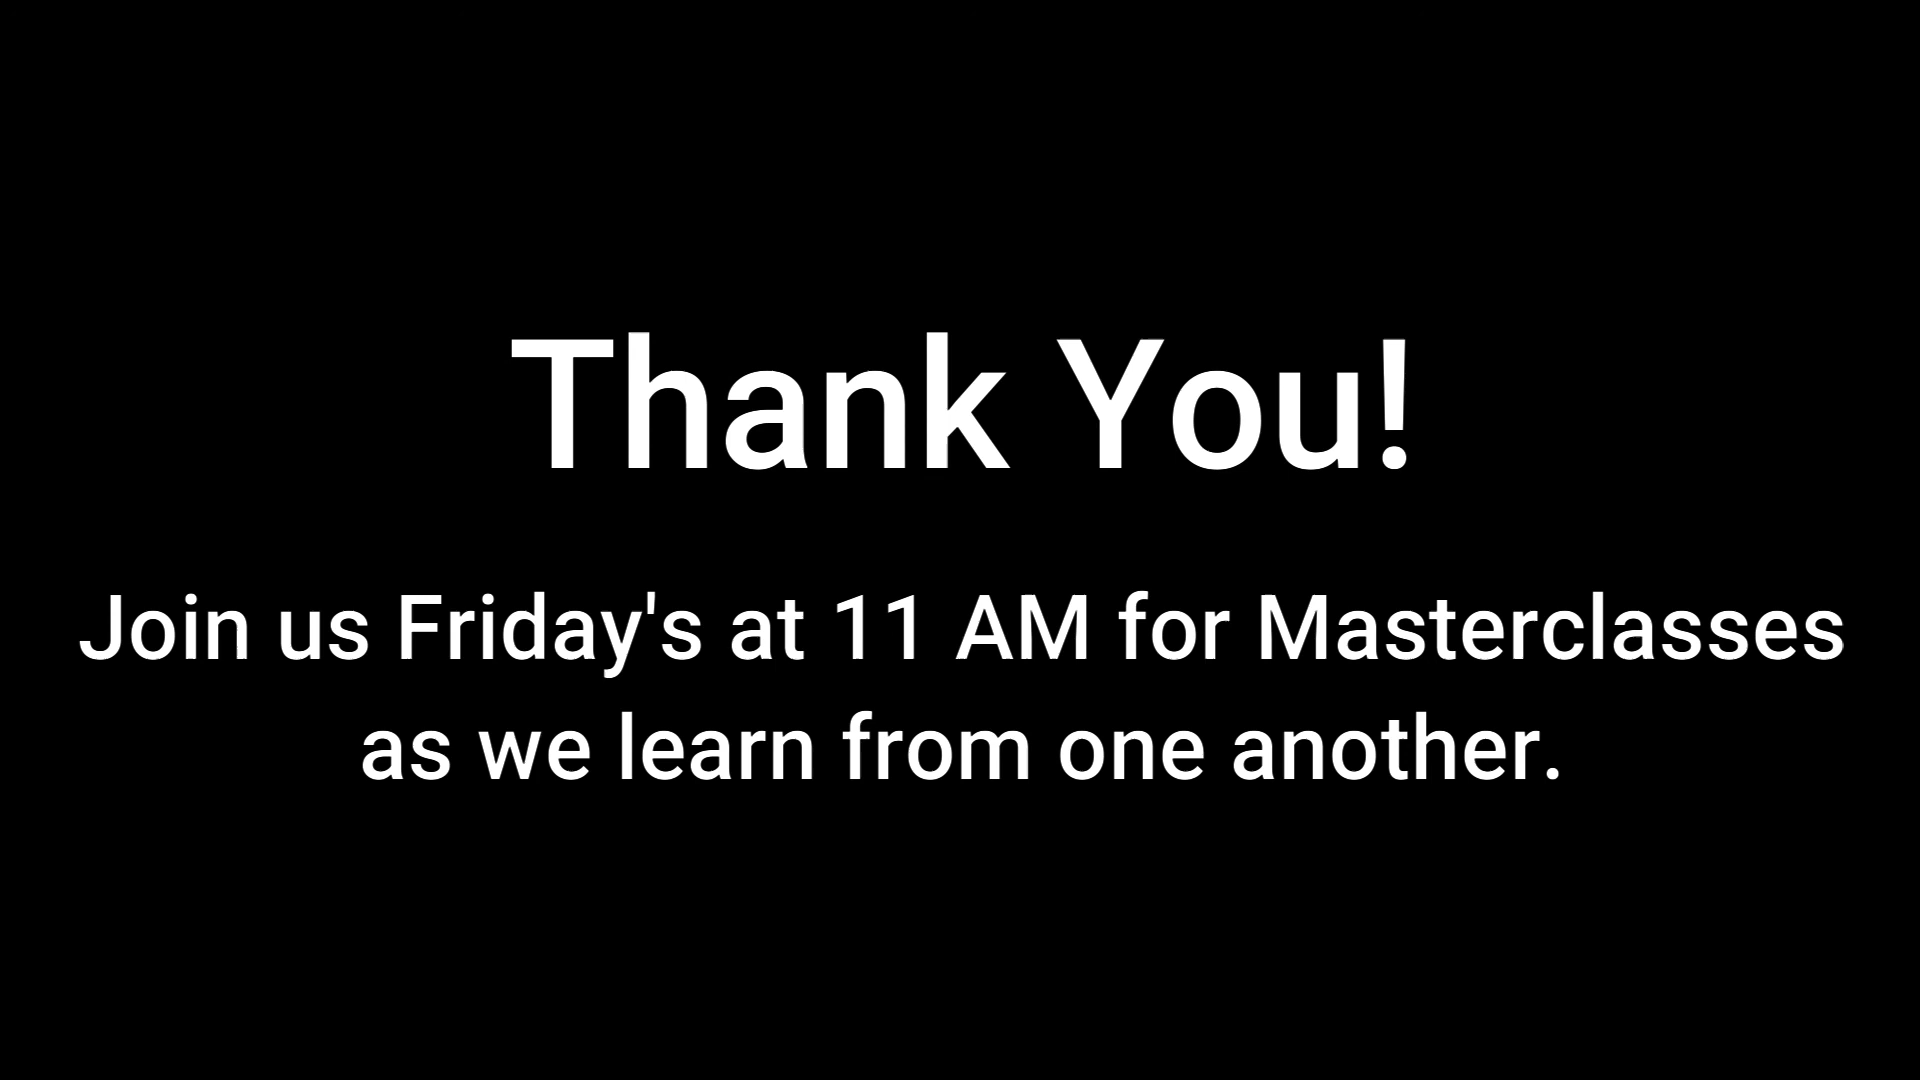 Thank You!
Join us Friday's at 11 AM for Masterclasses
as we learn from one another.